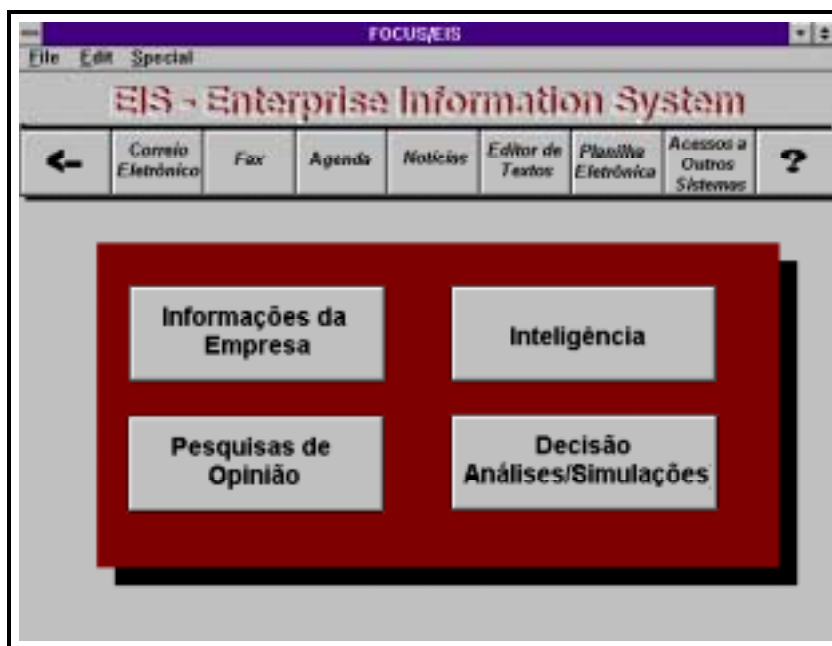 FOCUS/EIS
File Edit Special
EIS - Enterprise Information System
<- Correio Eletrônico Fax Agenda Notícias Editor de Textos Planilha Eletrônica Acessos a Outros Sistemas ?
Informações da
Empresa
Inteligência
Pesquisas de
Opinião
Decisão
Análises/Simulações